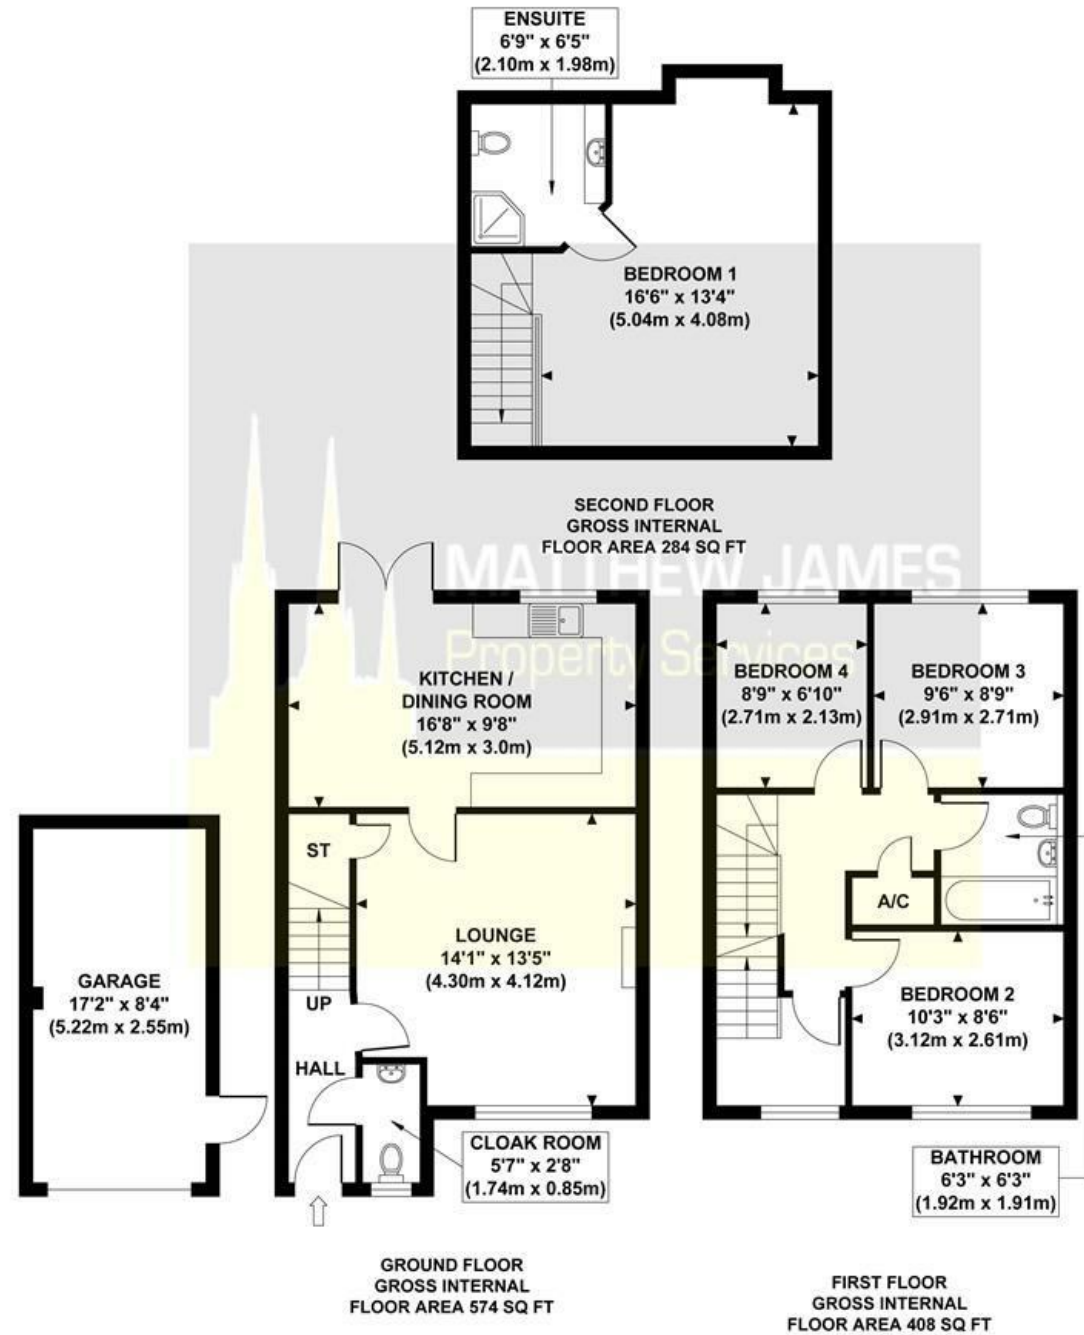 ENSUITE
6'9" x 6'5"
(2.10m x 1.98m)
BEDROOM 1
16'6" x 13'4"
(5.04m x 4.08m)
SECOND FLOOR
GROSS INTERNAL
FLOOR AREA 284 SQ FT
MATTHEW JAMES
Property Services
KITCHEN /
DINING ROOM
16'8" x 9'8"
(5.12m x 3.0m)
BEDROOM 4
8'9" x 6'10"
(2.71m x 2.13m)
BEDROOM 3
9'6" x 8'9"
(2.91m x 2.71m)
ST
A/C
LOUNGE
14'1" x 13'5"
(4.30m x 4.12m)
GARAGE
17'2" x 8'4"
(5.22m x 2.55m)
UP
HALL
BEDROOM 2
10'3" x 8'6"
(3.12m x 2.61m)
CLOAK ROOM
5'7" x 2'8"
(1.74m x 0.85m)
BATHROOM
6'3" x 6'3"
(1.92m x 1.91m)
GROUND FLOOR
GROSS INTERNAL
FLOOR AREA 574 SQ FT
FIRST FLOOR
GROSS INTERNAL
FLOOR AREA 408 SQ FT